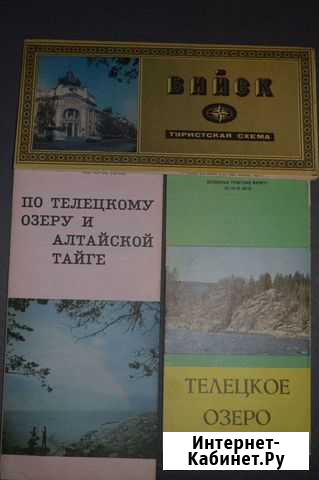 БИЙСК
ТУРИСТСКАЯ СХЕМА
ПО ТЕЛЕЦКОМУ
ОЗЕРУ И
АЛТАЙСКОЙ
ТАЙГЕ
ТЕЛЕЦКОЕ
ОЗЕРО
Интернет-
Кабинет.Ру